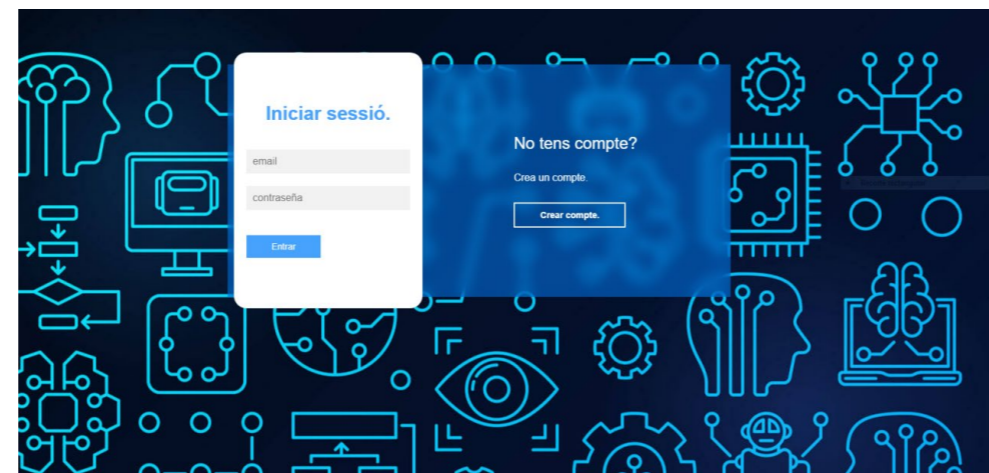 Iniciar sessió.
email
contraseña
Entrar
No tens compte?
Crea un compte.
Crear compte.